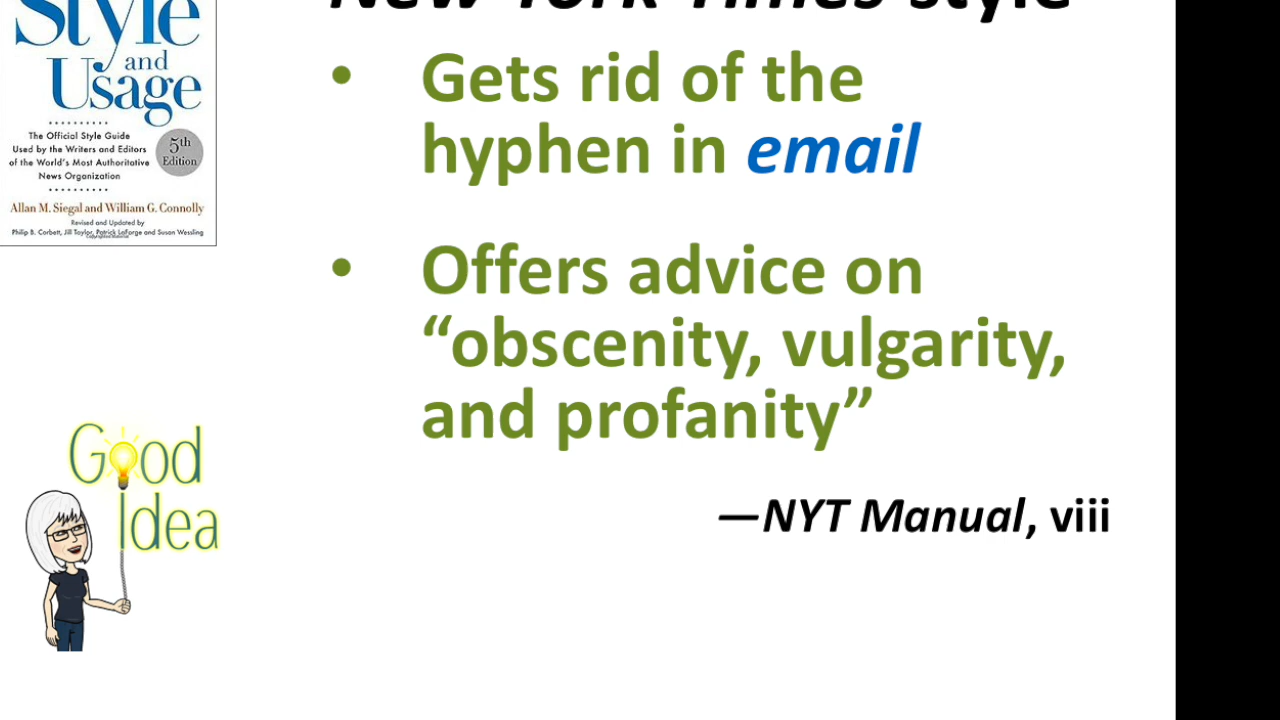 Style
and
Usage
The Official Style Guide
Used by the Writers and Editors
of the World's Most Authoritative
News Organization
5th
Edition
Allan M. Siegal and William G. Connolly
Revised and Updated by
Philip B. Corbett, Jill Taylor, Patrick LaForge and Susan Wessling
New York Times style
• Gets rid of the
hyphen in email
• Offers advice on
“obscenity, vulgarity,
and profanity”
—NYT Manual, viii
Good
Idea